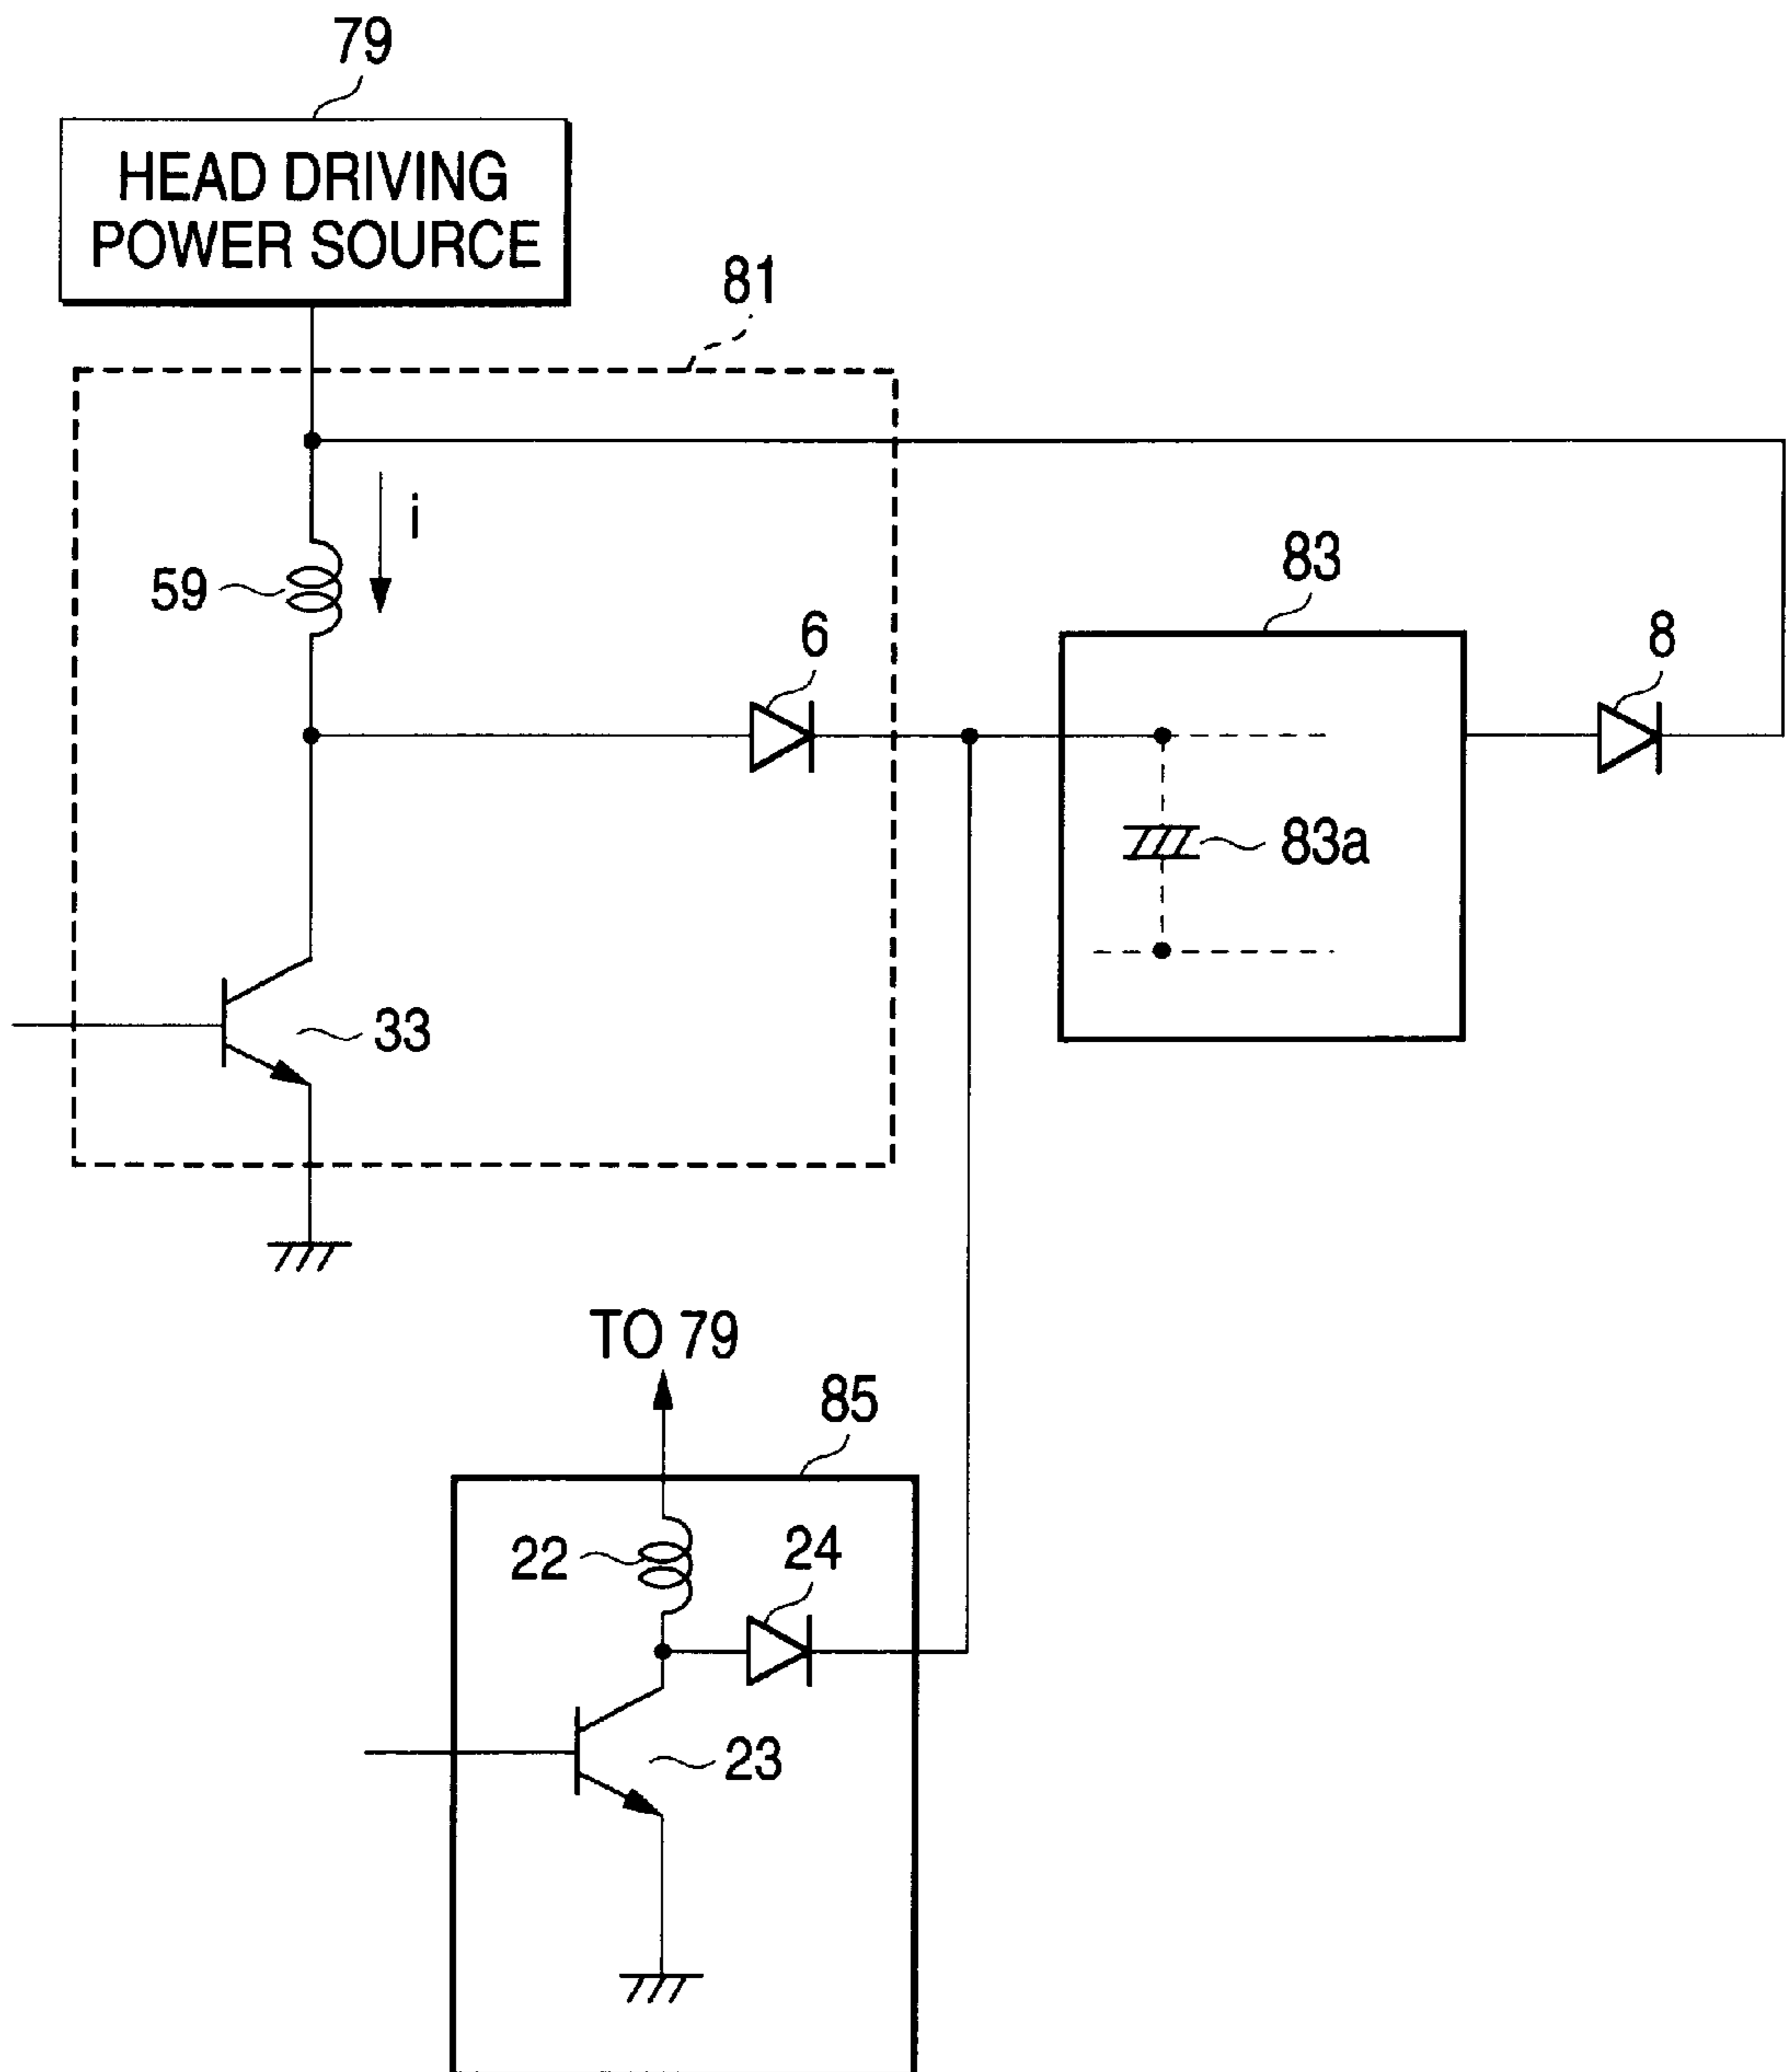 79
HEAD DRIVING
POWER SOURCE
81
i
59
6
83
8
83a
33
TO 79
85
22
24
23